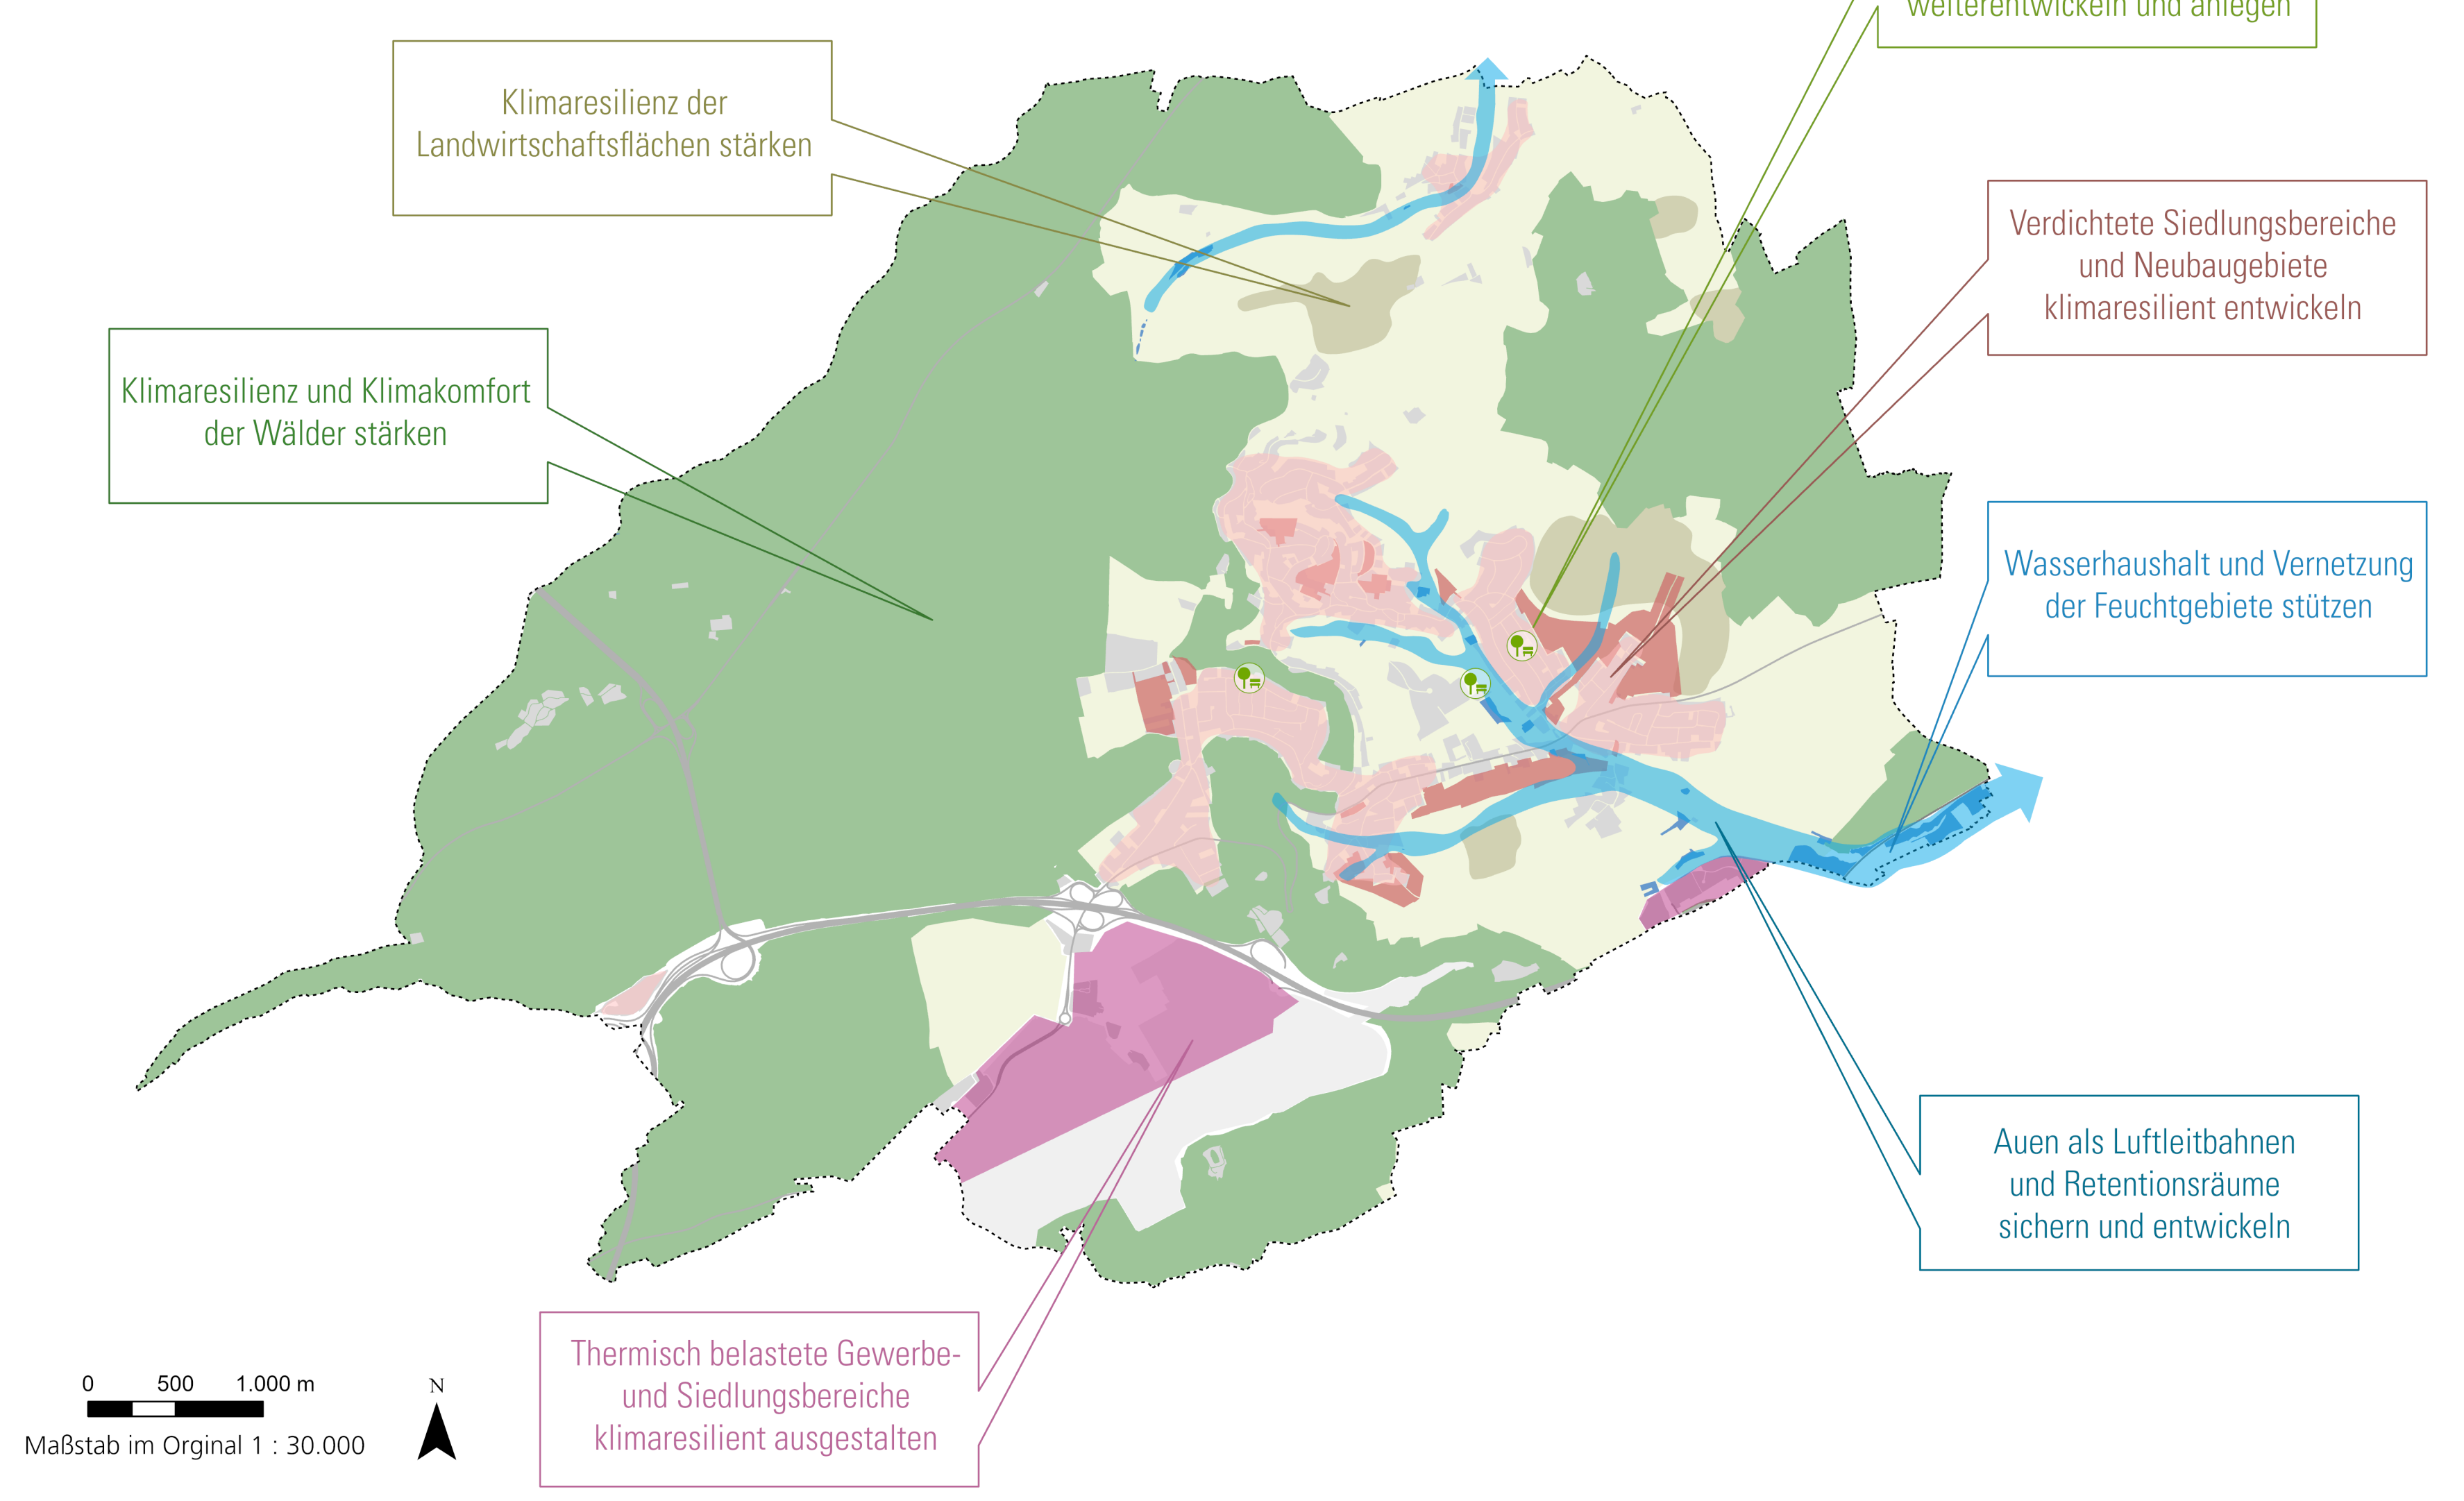 weiterentwickeln und anlegen
Klimaresilienz der
Landwirtschaftsflächen stärken
Verdichtete Siedlungsbereiche
und Neubaugebiete
klimaresilient entwickeln
Klimaresilienz und Klimakomfort
der Wälder stärken
Wasserhaushalt und Vernetzung
der Feuchtgebiete stützen
Auen als Luftleitbahnen
und Retentionsräume
sichern und entwickeln
Thermisch belastete Gewerbe-
und Siedlungsbereiche
klimaresilient ausgestalten
0 500 1.000 m
N
Maßstab im Orginal 1 : 30.000